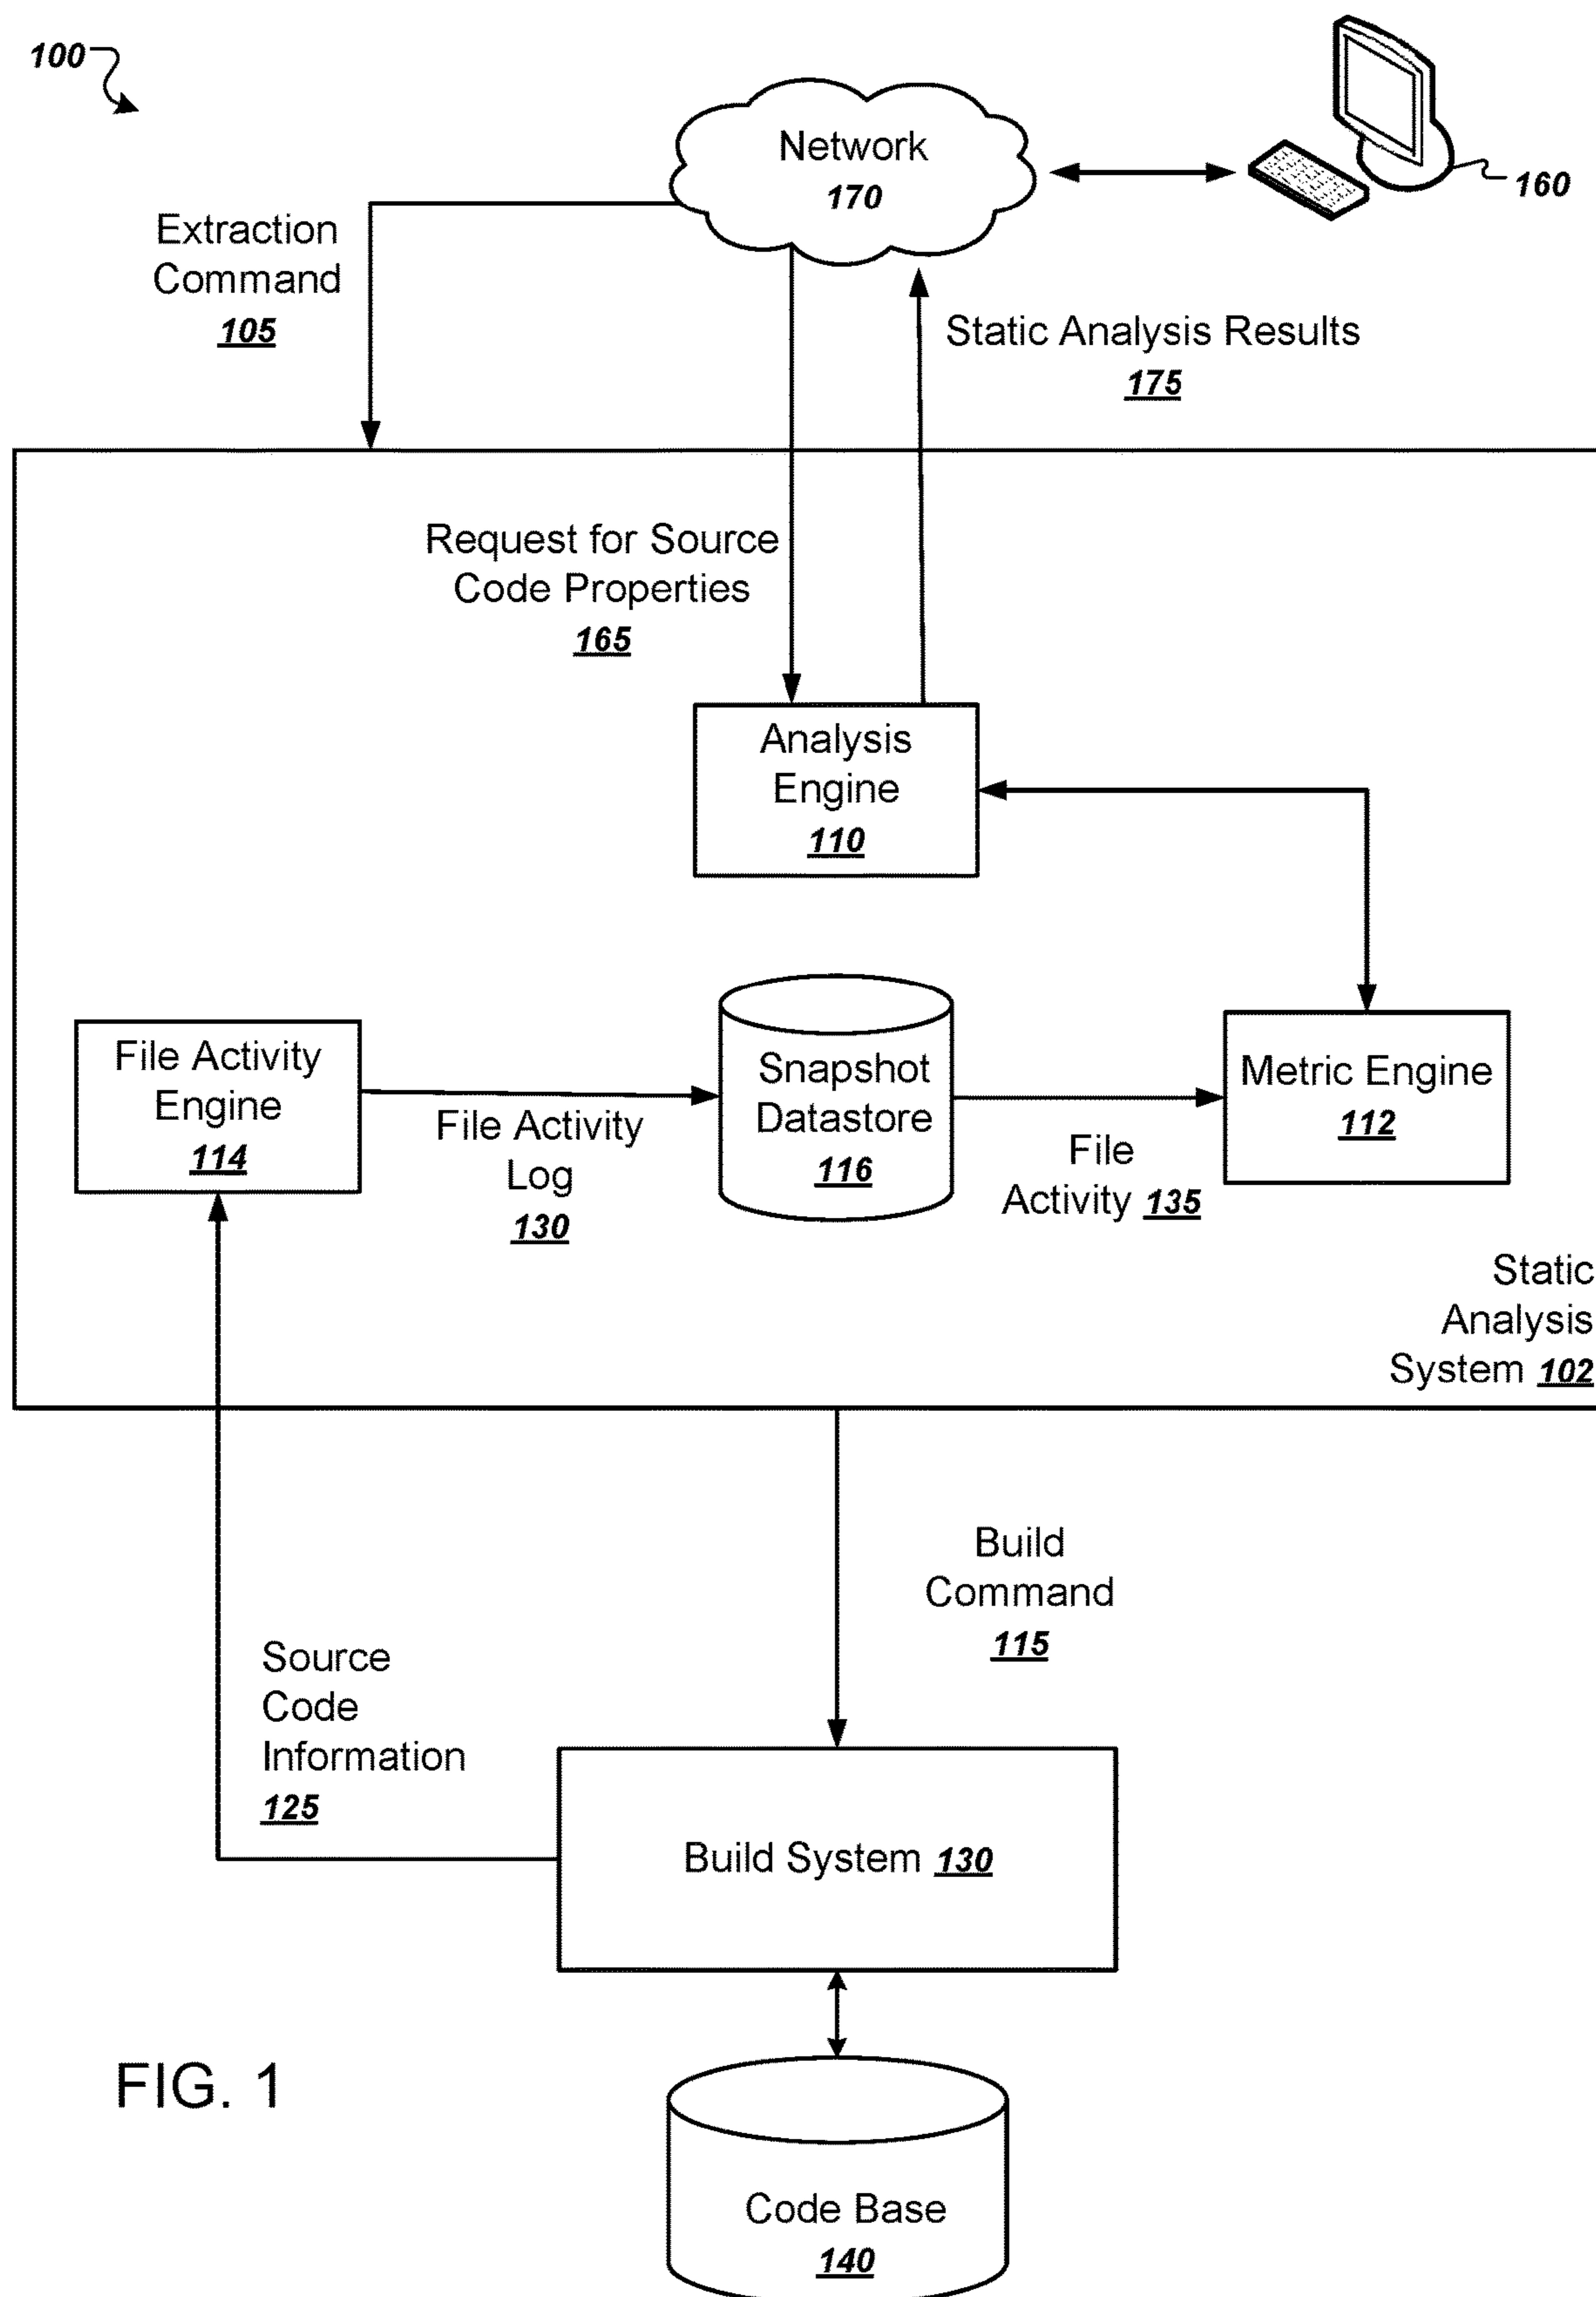 100
Network
170
160
Extraction
Command
105
Static Analysis Results
175
Request for Source
Code Properties
165
Analysis
Engine
110
File Activity
Engine
114
File Activity
Log
130
Snapshot
Datastore
116
File
Activity 135
Metric Engine
112
Static
Analysis
System 102
Build
Command
115
Source
Code
Information
125
Build System 130
FIG. 1
Code Base
140